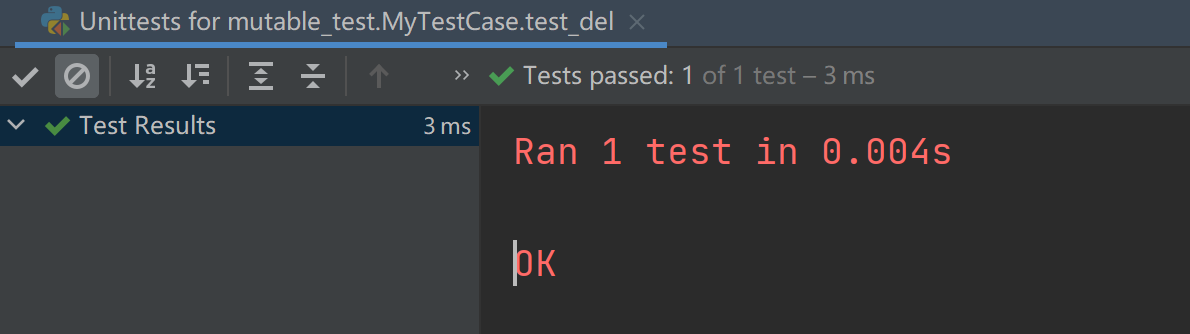 Unittests for mutable_test.MyTestCase.test_del ×
Tests passed: 1 of 1 test – 3 ms
Test Results 3 ms
Ran 1 test in 0.004s
OK